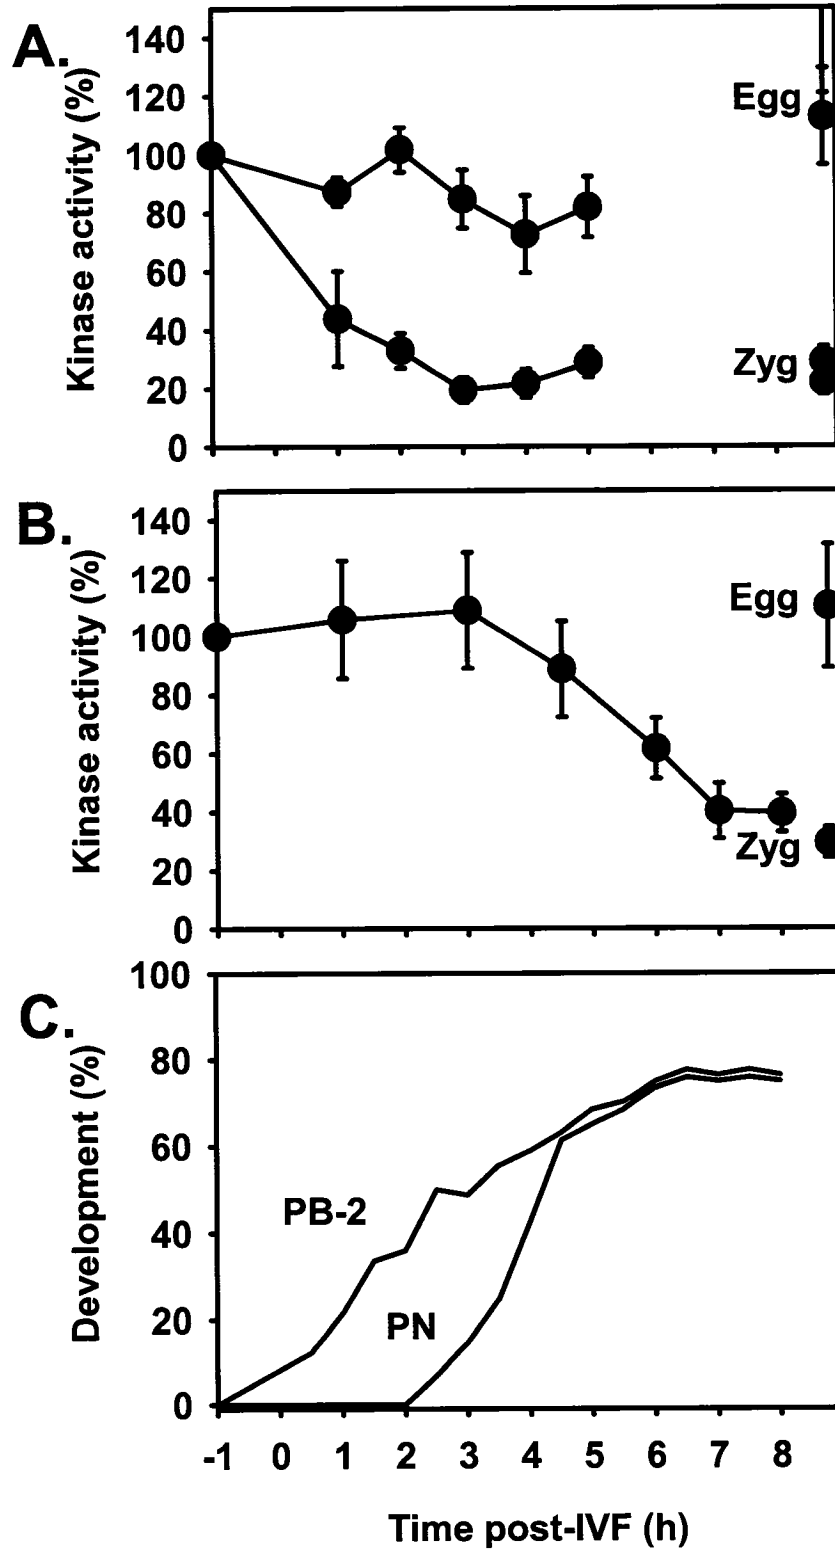 A.
Kinase activity (%)
140
120
100
80
60
40
20
0
Egg
Zyg
B.
Kinase activity (%)
140
120
100
80
60
40
20
0
Egg
Zyg
C.
Development (%)
100
80
60
40
20
0
PB-2
PN
-1 0 1 2 3 4 5 6 7 8
Time post-IVF (h)